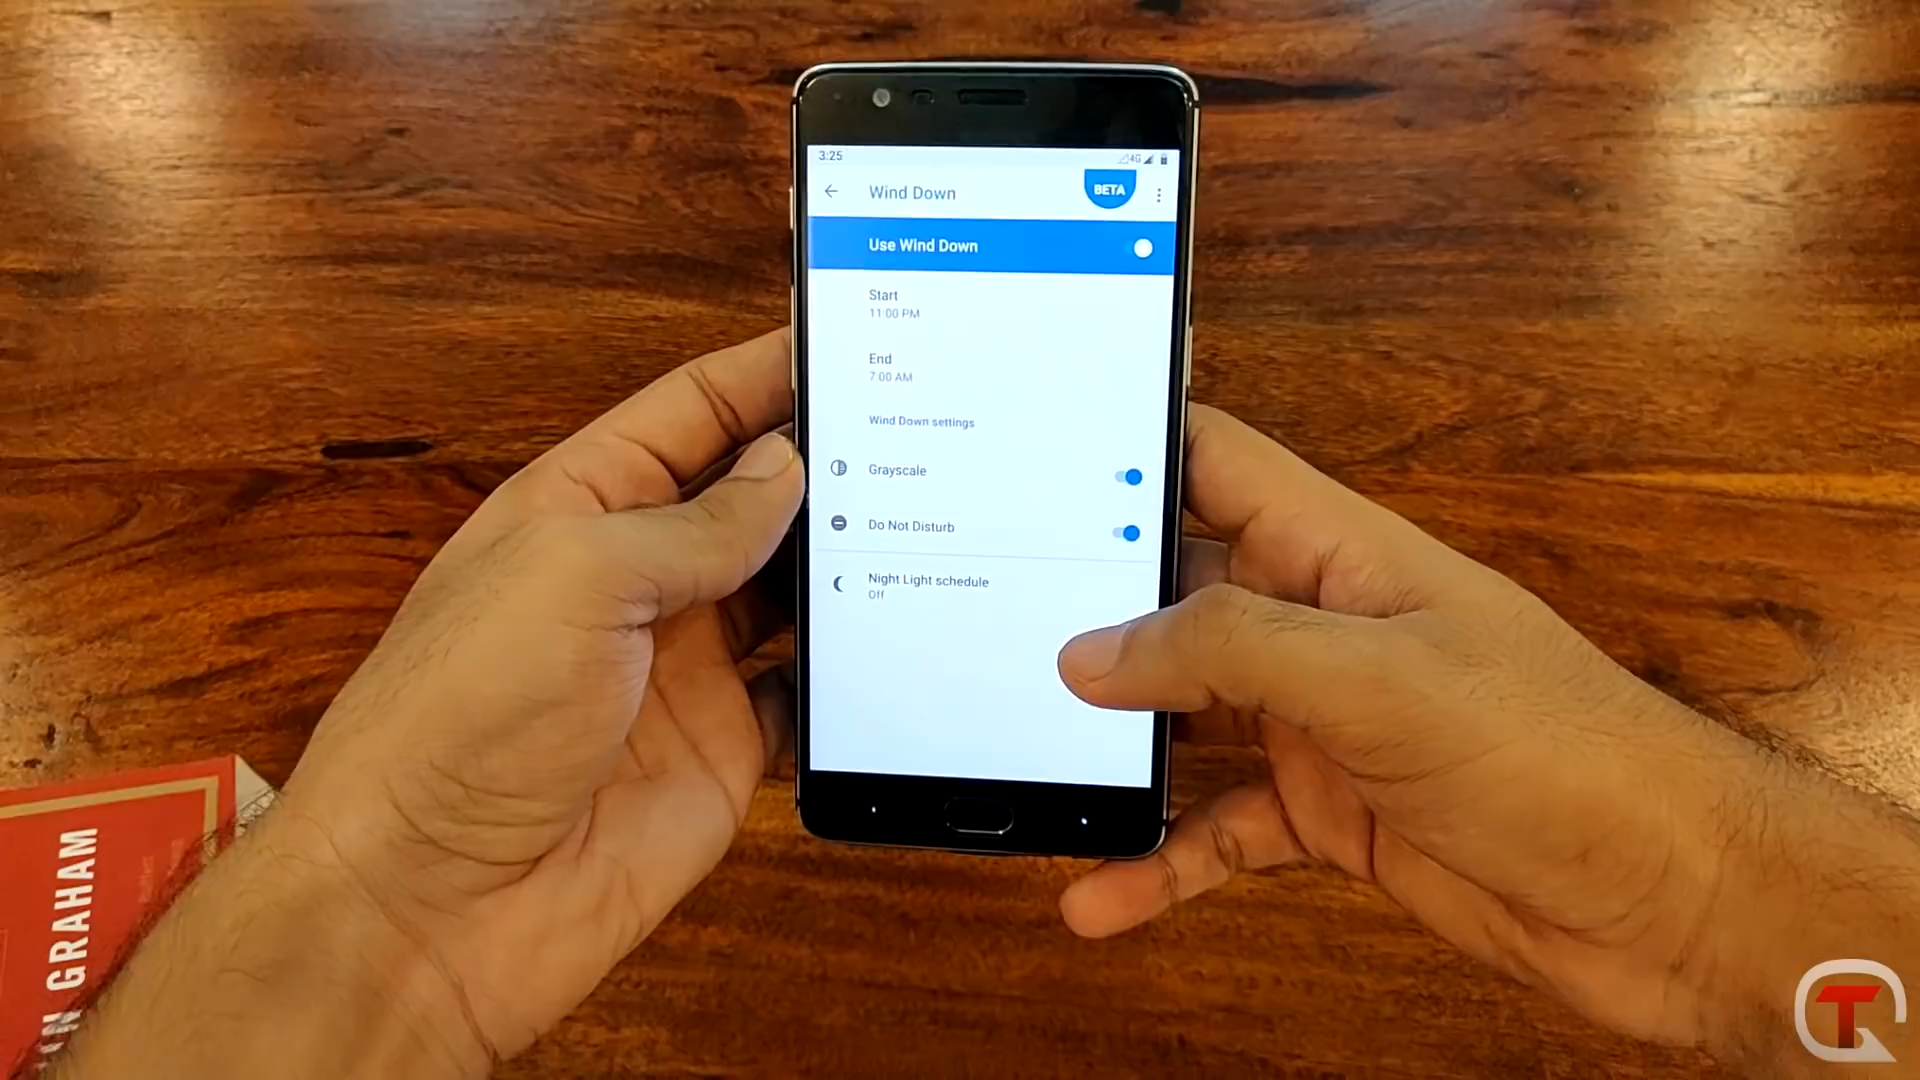 3:25
4G
Wind Down
BETA
Use Wind Down
Start
11:00 PM
End
7:00 AM
Wind Down settings
Grayscale
Do Not Disturb
Night Light schedule
Off
GRAHAM
T